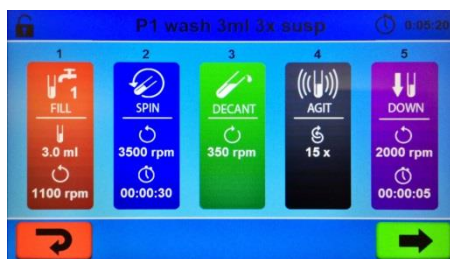 P1 wash 3ml 3x susp
0:05:20
1
2
3
4
5
1
FILL
SPIN
DECANT
AGIT
DOWN
3.0 ml
3500 rpm
350 rpm
15 x
2000 rpm
1100 rpm
00:00:30
00:00:05